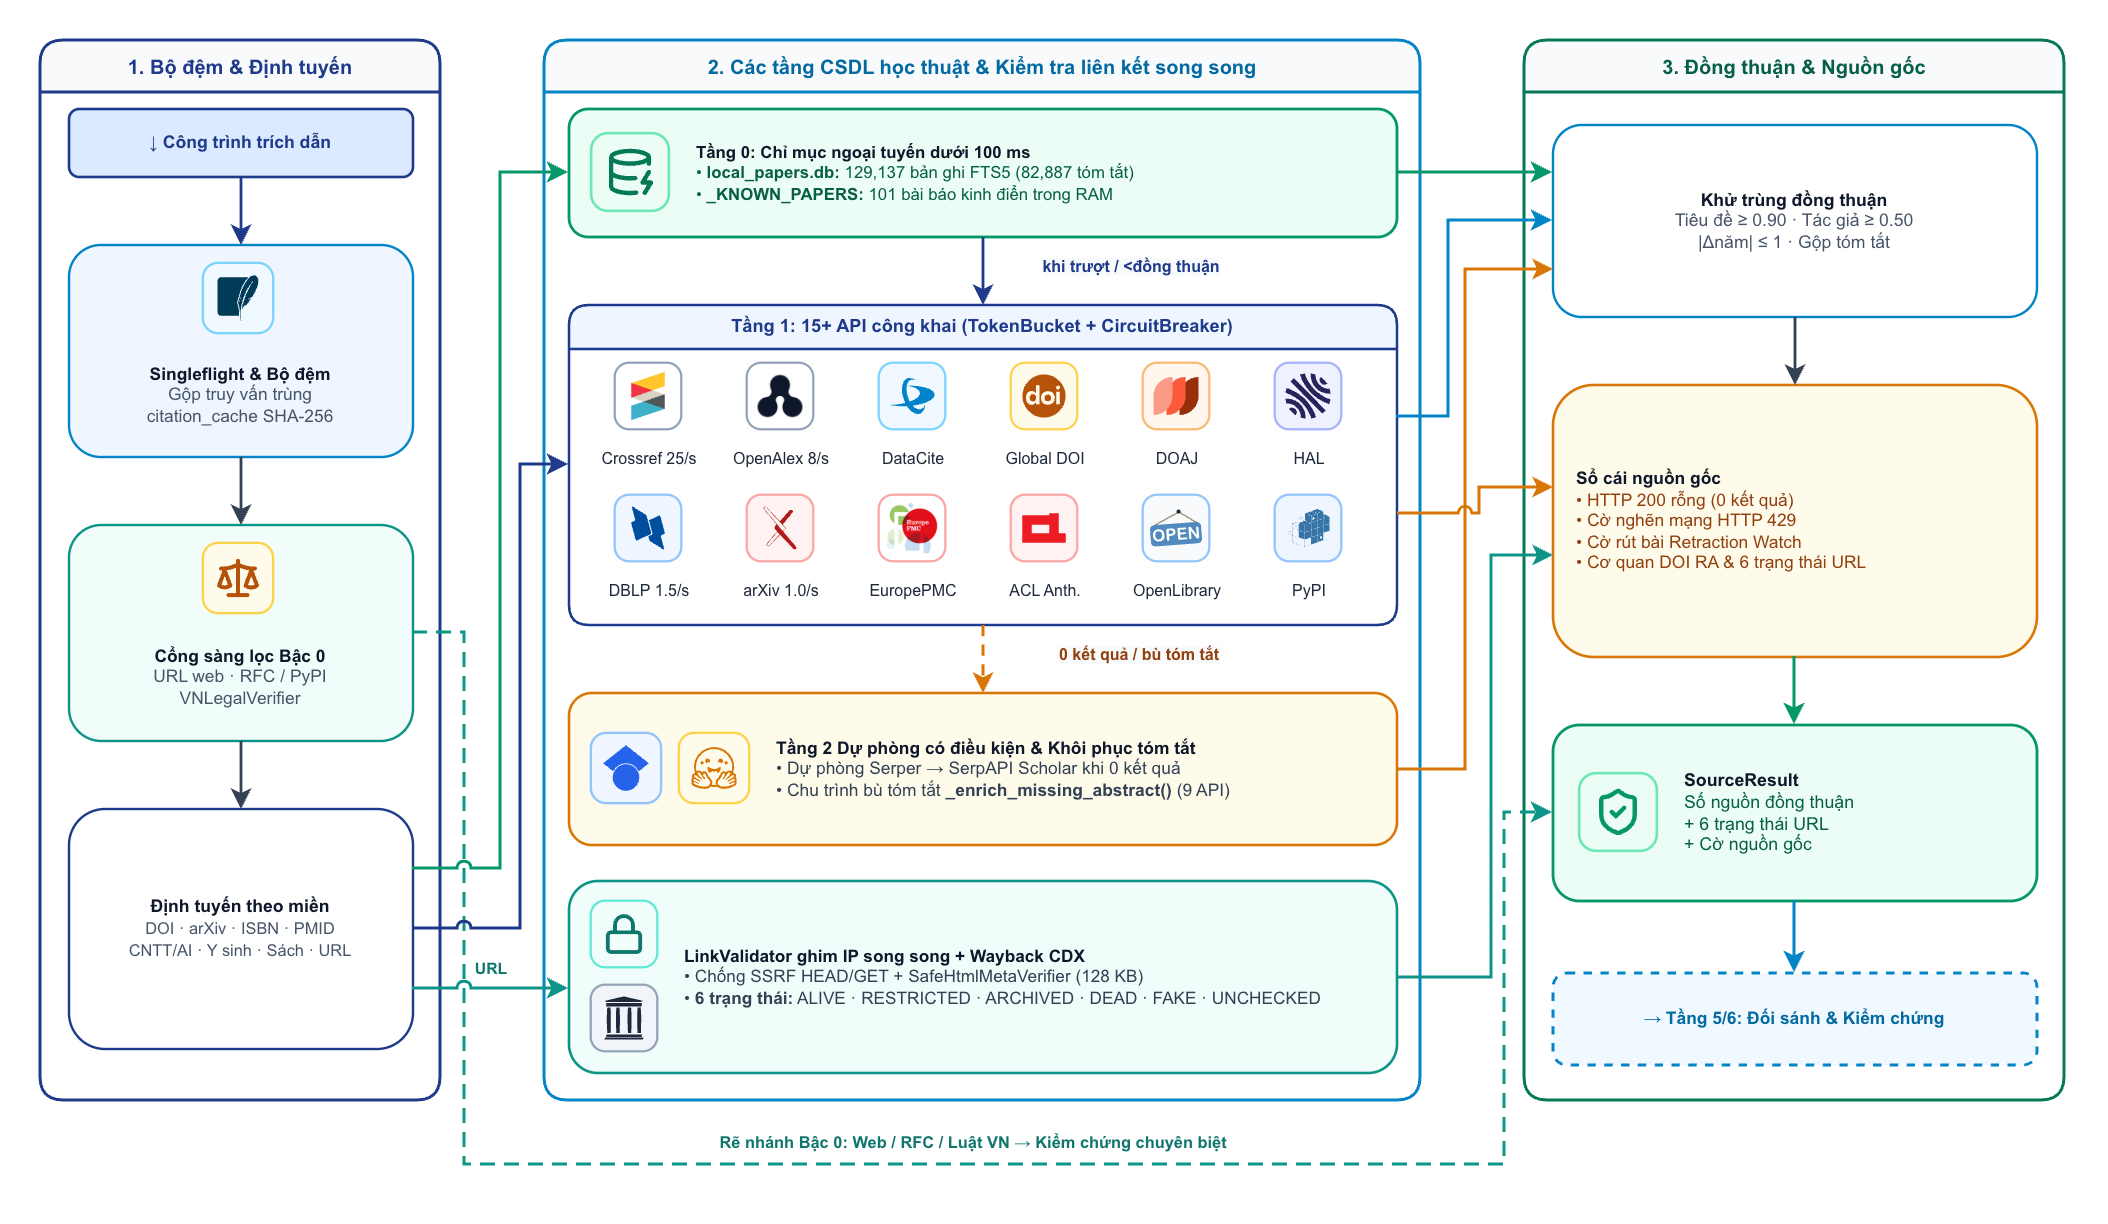 1. Bộ đệm & Định tuyến
↓ Công trình trích dẫn
Singleflight & Bộ đệm
Gộp truy vấn trùng
citation_cache SHA-256
Cổng sàng lọc Bậc 0
URL web · RFC / PyPI
VNLegalVerifier
Định tuyến theo miền
DOI · arXiv · ISBN · PMID
CNTT/AI · Y sinh · Sách · URL
URL
2. Các tầng CSDL học thuật & Kiểm tra liên kết song song
Tầng 0: Chỉ mục ngoại tuyến dưới 100 ms
• local_papers.db: 129,137 bản ghi FTS5 (82,887 tóm tắt)
• _KNOWN_PAPERS: 101 bài báo kinh điển trong RAM
khi trượt / <đồng thuận
Tầng 1: 15+ API công khai (TokenBucket + CircuitBreaker)
doi
Crossref 25/s
OpenAlex 8/s
DataCite
Global DOI
DOAJ
HAL
Europe
PMC
OPEN
DBLP 1.5/s
arXiv 1.0/s
EuropePMC
ACL Anth.
OpenLibrary
PyPI
0 kết quả / bù tóm tắt
Tầng 2 Dự phòng có điều kiện & Khôi phục tóm tắt
• Dự phòng Serper → SerpAPI Scholar khi 0 kết quả
• Chu trình bù tóm tắt _enrich_missing_abstract() (9 API)
LinkValidator ghim IP song song + Wayback CDX
• Chống SSRF HEAD/GET + SafeHtmlMetaVerifier (128 KB)
• 6 trạng thái: ALIVE · RESTRICTED · ARCHIVED · DEAD · FAKE · UNCHECKED
Rẽ nhánh Bậc 0: Web / RFC / Luật VN → Kiểm chứng chuyên biệt
3. Đồng thuận & Nguồn gốc
Khử trùng đồng thuận
Tiêu đề ≥ 0.90 · Tác giả ≥ 0.50
|Δnăm| ≤ 1 · Gộp tóm tắt
Sổ cái nguồn gốc
• HTTP 200 rỗng (0 kết quả)
• Cờ nghẽn mạng HTTP 429
• Cờ rút bài Retraction Watch
• Cơ quan DOI RA & 6 trạng thái URL
SourceResult
Số nguồn đồng thuận
+ 6 trạng thái URL
+ Cờ nguồn gốc
→ Tầng 5/6: Đối sánh & Kiểm chứng